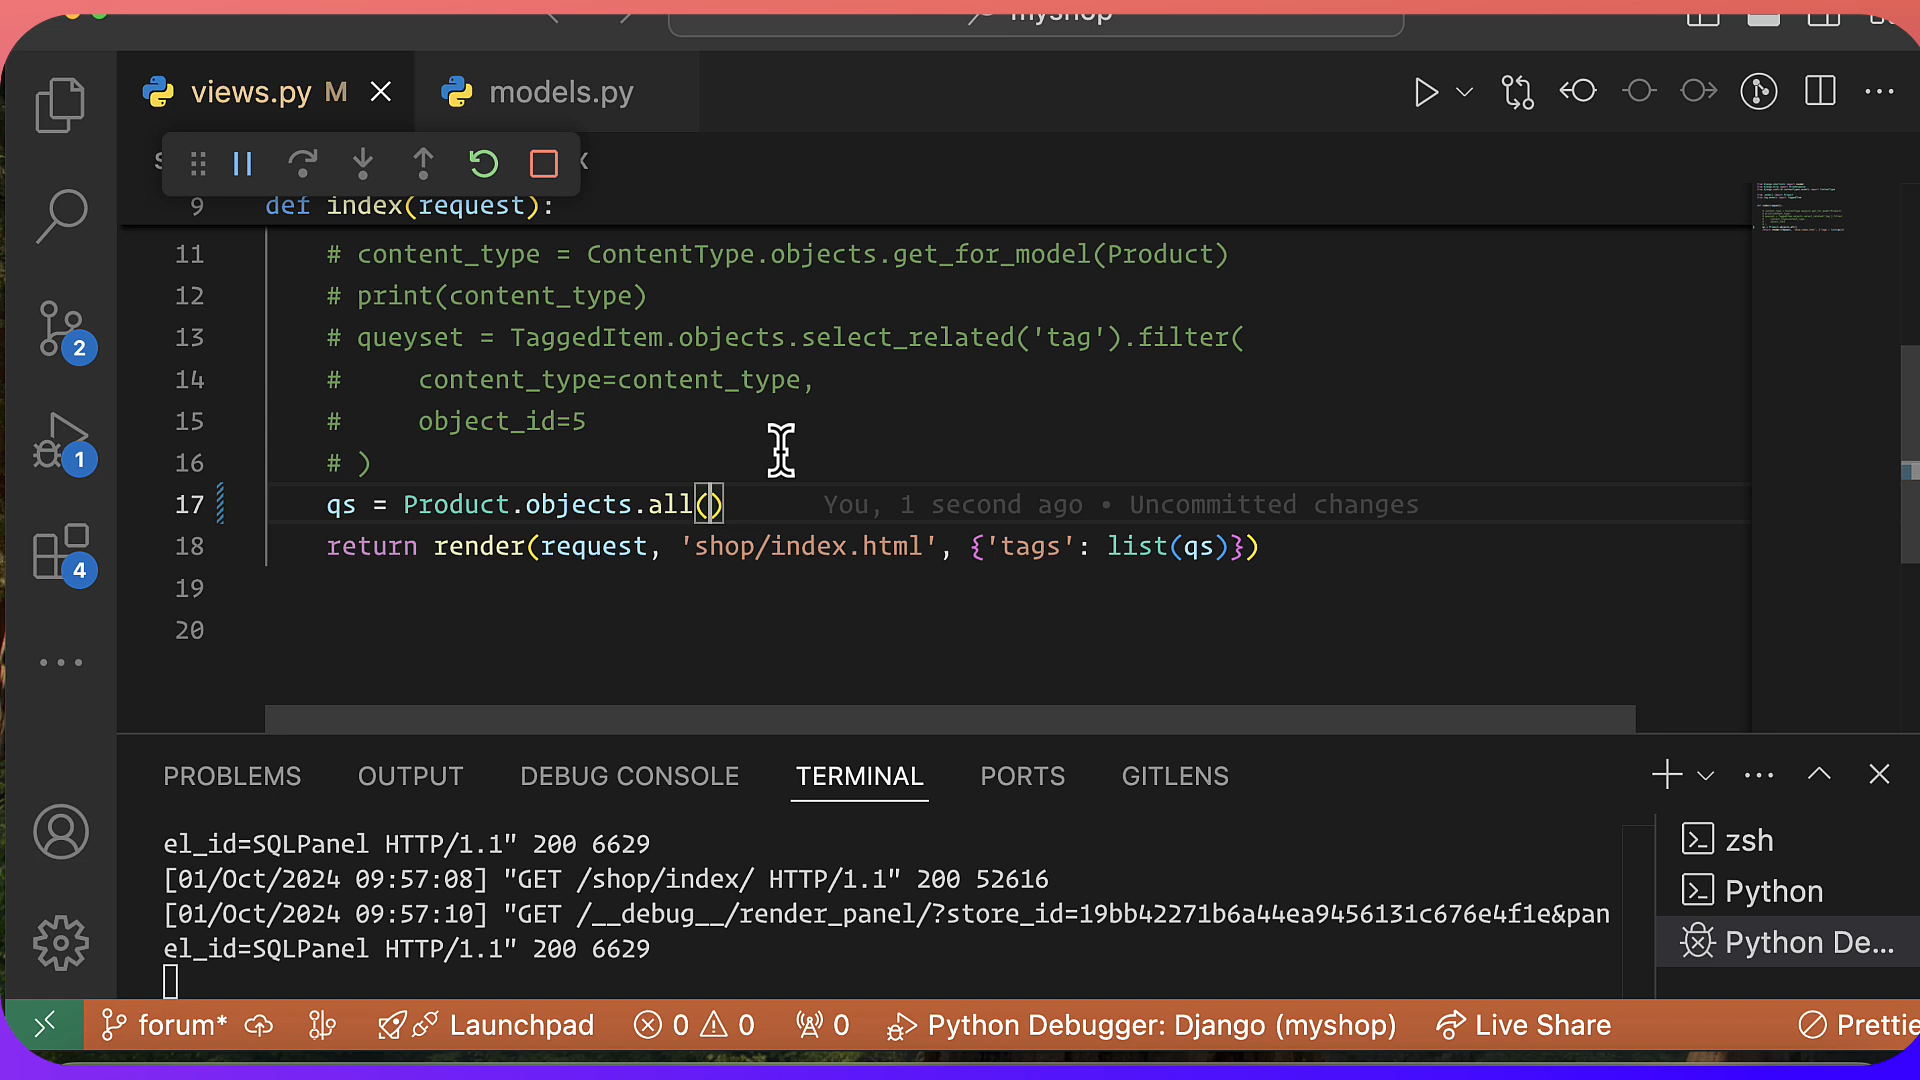 myshop
views.py M
models.py
9 def index(request):
11 # content_type = ContentType.objects.get_for_model(Product)
12 # print(content_type)
13 # queyset = TaggedItem.objects.select_related('tag').filter(
14 # content_type=content_type,
15 # object_id=5
16 # )
17 qs = Product.objects.all() You, 1 second ago • Uncommitted changes
18 return render(request, 'shop/index.html', {'tags': list(qs)})
19
20
2
1
4
PROBLEMS OUTPUT DEBUG CONSOLE TERMINAL PORTS GITLENS
el_id=SQLPanel HTTP/1.1" 200 6629
[01/Oct/2024 09:57:08] "GET /shop/index/ HTTP/1.1" 200 52616
[01/Oct/2024 09:57:10] "GET /__debug__/render_panel/?store_id=19bb42271b6a44ea9456131c676e4f1e&pan
el_id=SQLPanel HTTP/1.1" 200 6629
zsh
Python
Python De...
forum* Launchpad 0 0 0 Python Debugger: Django (myshop) Live Share Prettie